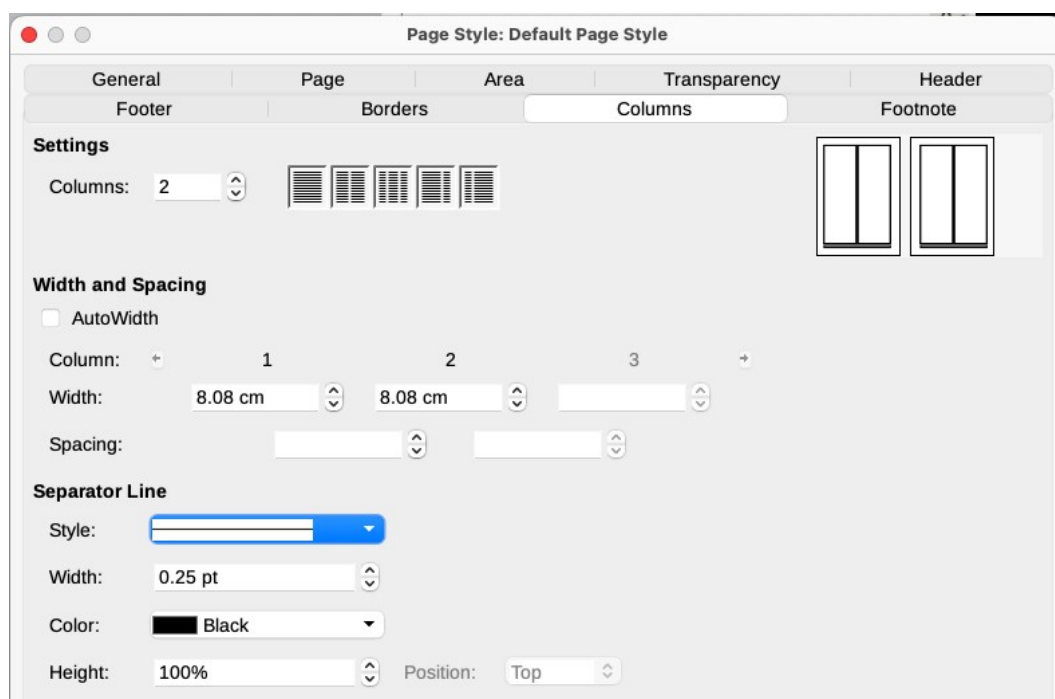 Page Style: Default Page Style
General Page Area Transparency Header
Footer Borders Columns Footnote
Settings
Columns: 2
Width and Spacing
AutoWidth
Column: 1 2 3
Width: 8.08 cm 8.08 cm
Spacing:
Separator Line
Style:
Width: 0.25 pt
Color: Black
Height: 100% Position: Top